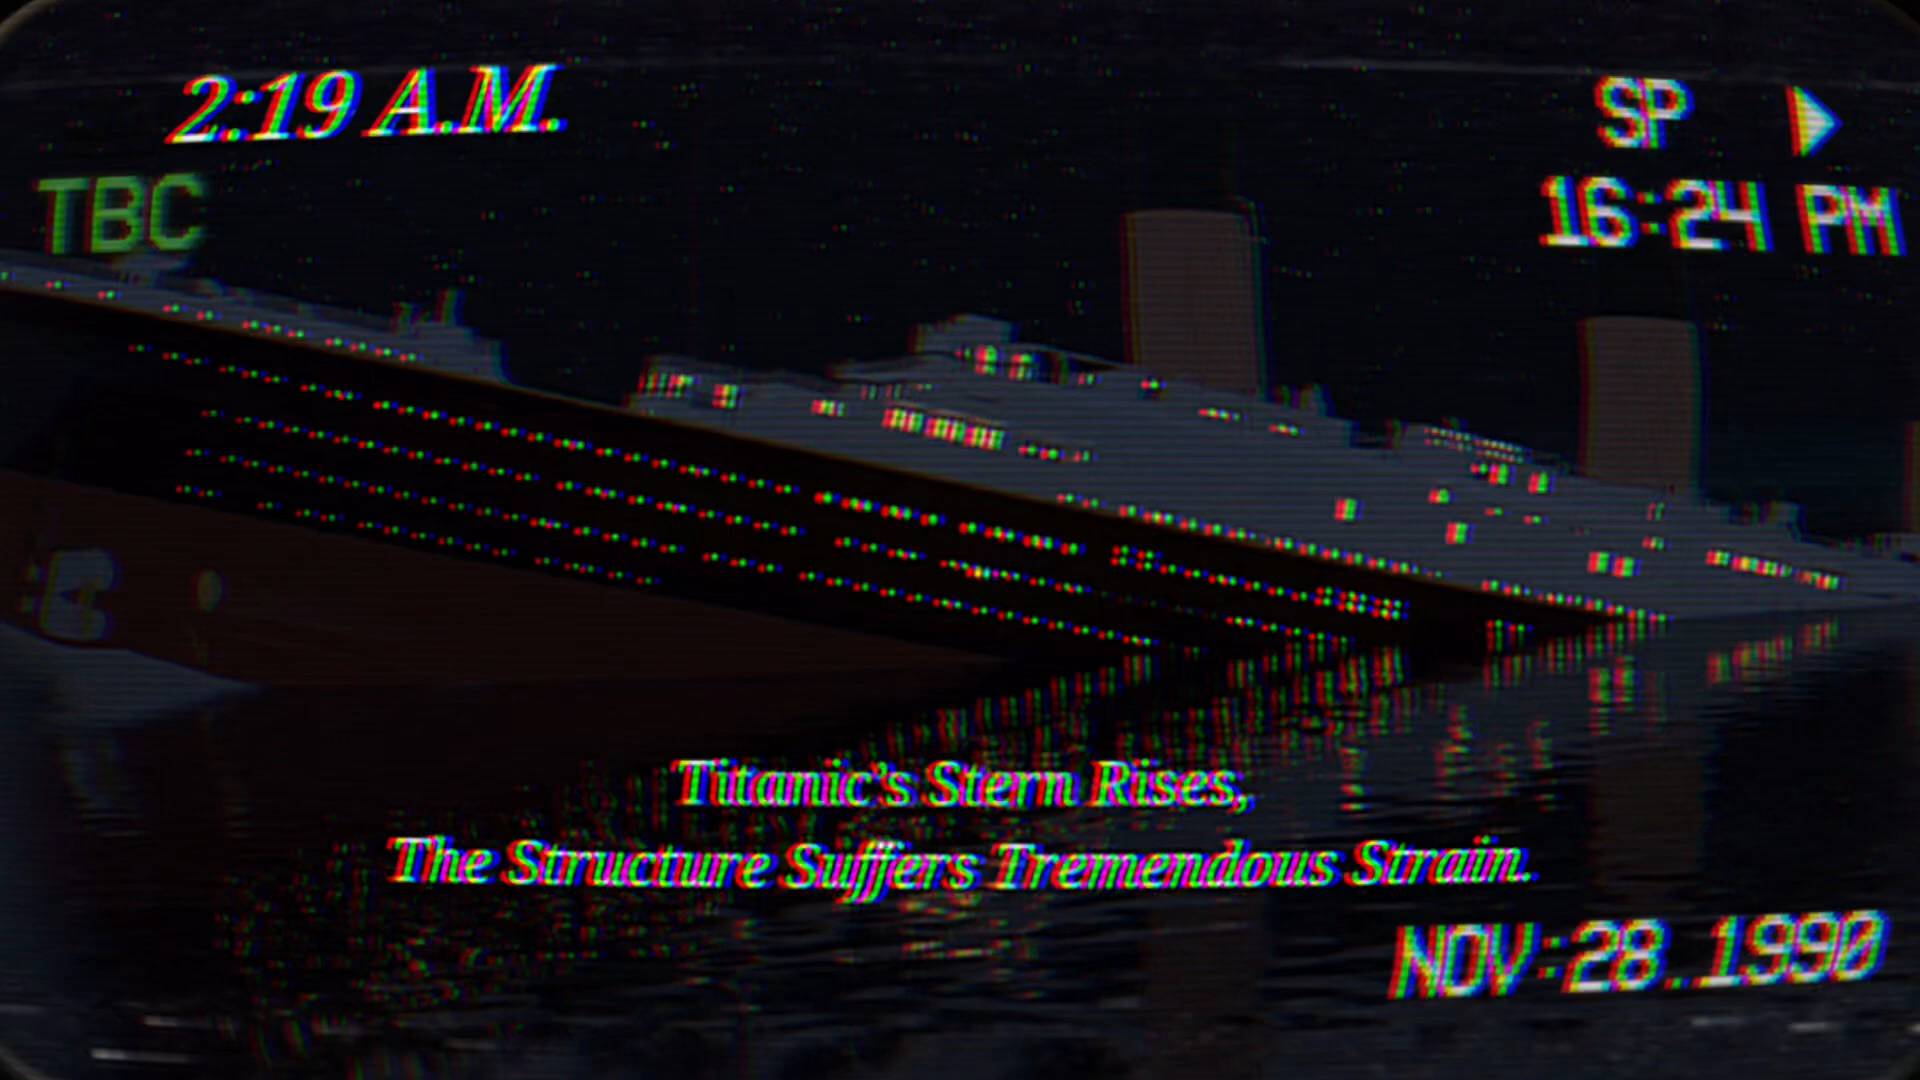 2:19 A.M.
SP
TBC
16:24 PM
Titanic's Stern Rises,
The Structure Suffers Tremendous Strain.
NOV-28.1990